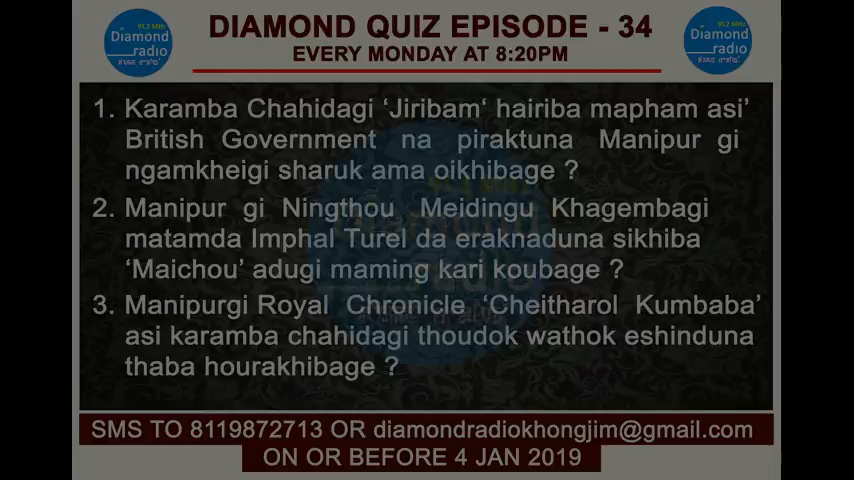 DIAMOND QUIZ EPISODE - 34
EVERY MONDAY AT 8:20PM
91.2 MHz
Diamond
radio
91.2 MHz
Diamond
radio
1. Karamba Chahidagi ‘Jiribam‘ hairiba mapham asi’
British Government na piraktuna Manipur gi
ngamkheigi sharuk ama oikhibage ?
2. Manipur gi Ningthou Meidingu Khagembagi
matamda Imphal Turel da eraknaduna sikhiba
‘Maichou’ adugi maming kari koubage ?
3. Manipurgi Royal Chronicle ‘Cheitharol Kumbaba’
asi karamba chahidagi thoudok wathok eshinduna
thaba hourakhibage ?
SMS TO 8119872713 OR diamondradiokhongjim@gmail.com
ON OR BEFORE 4 JAN 2019